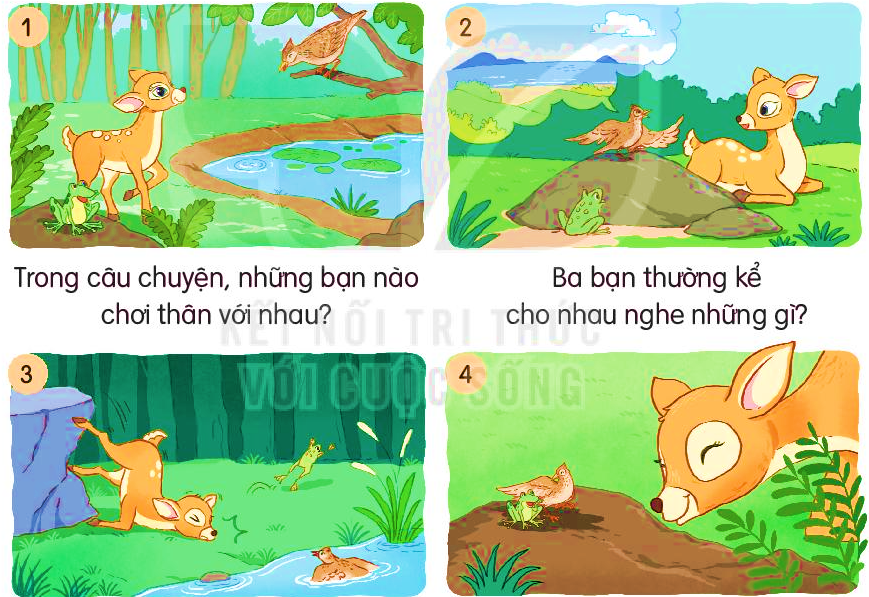 1
2
Trong câu chuyện, những bạn nào
chơi thân với nhau?
Ba bạn thường kể
cho nhau nghe những gì?
KẾT NỐI TRI THỨC
VỚI CUỘC SỐNG
3
4